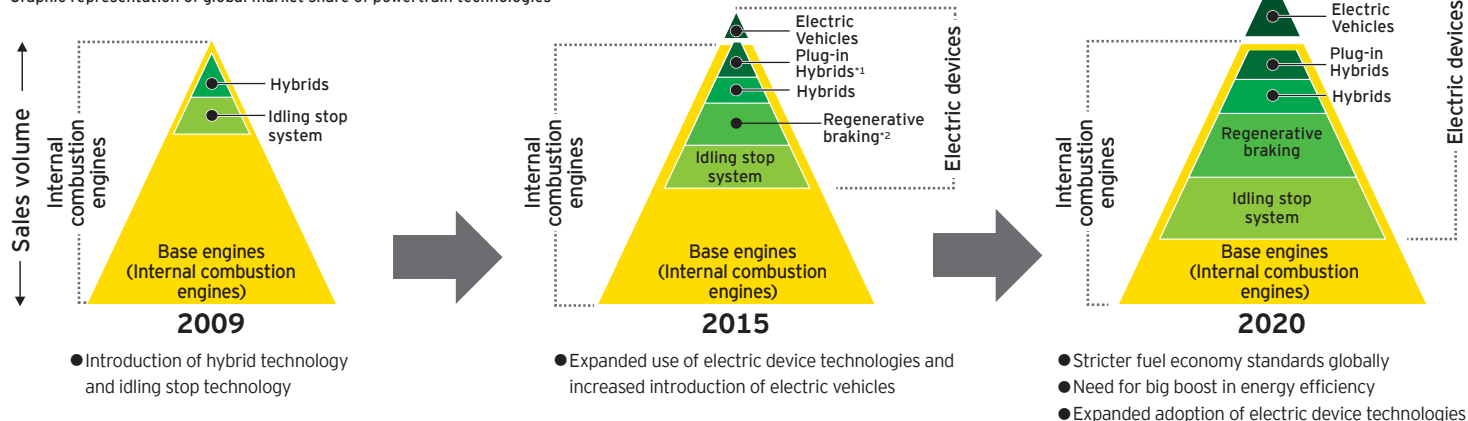 Graphic representation of global market share of powertrain technologies
Sales volume
Internal
combustion
engines
Hybrids
Idling stop
system
Base engines
(Internal combustion
engines)
2009
●Introduction of hybrid technology
and idling stop technology
Internal
combustion
engines
Electric
Vehicles
Plug-in
Hybrids*1
Hybrids
Regenerative
braking*2
Idling stop
system
Electric devices
Base engines
(Internal combustion
engines)
2015
●Expanded use of electric device technologies and
increased introduction of electric vehicles
Internal
combustion
engines
Electric
Vehicles
Plug-in
Hybrids
Hybrids
Regenerative
braking
Idling stop
system
Electric devices
Base engines
(Internal combustion
engines)
2020
●Stricter fuel economy standards globally
●Need for big boost in energy efficiency
●Expanded adoption of electric device technologies